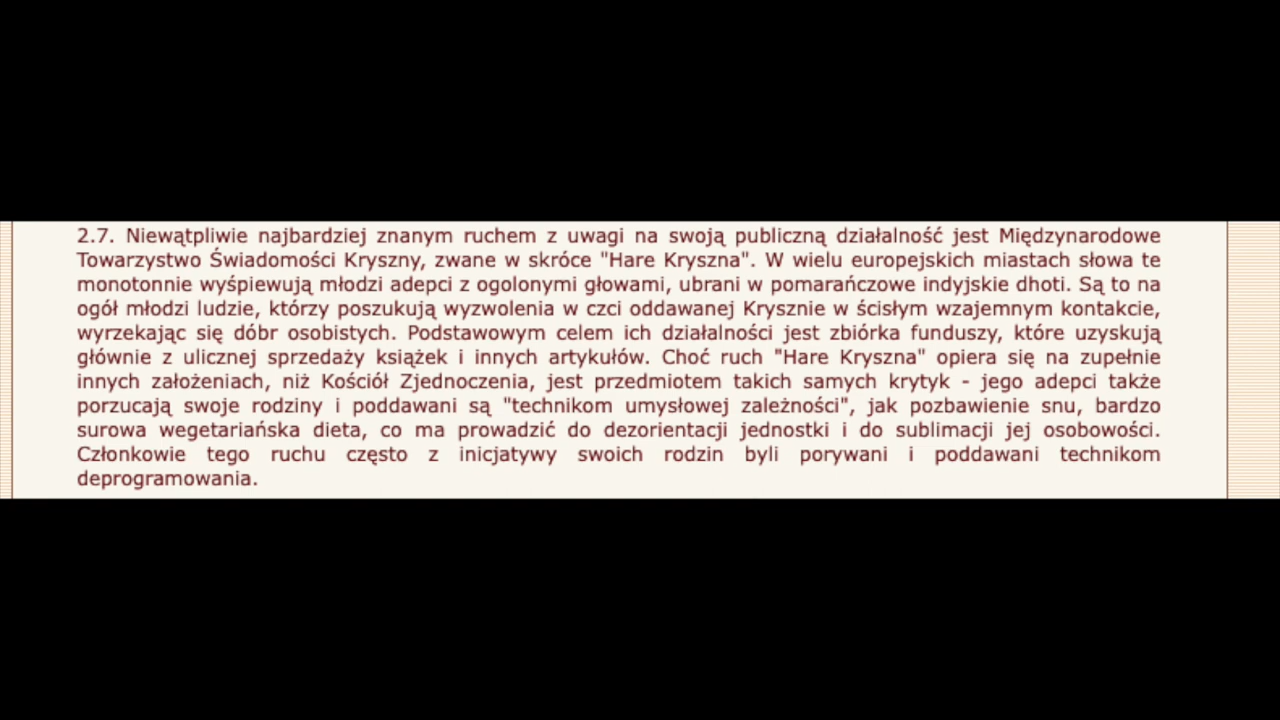 2.7. Niewątpliwie najbardziej znanym ruchem z uwagi na swoją publiczną działalność jest Międzynarodowe
Towarzystwo Świadomości Kryszny, zwane w skróce "Hare Kryszna". W wielu europejskich miastach słowa te
monotonnie wyśpiewują młodzi adepci z ogolonymi głowami, ubrani w pomarańczowe indyjskie dhoti. Są to na
ogół młodzi ludzie, którzy poszukują wyzwolenia w czci oddawanej Krysznie w ścisłym wzajemnym kontakcie,
wyrzekając się dóbr osobistych. Podstawowym celem ich działalności jest zbiórka funduszy, które uzyskują
głównie z ulicznej sprzedaży książek i innych artykułów. Choć ruch "Hare Kryszna" opiera się na zupełnie
innych założeniach, niż Kościół Zjednoczenia, jest przedmiotem takich samych krytyk - jego adepci także
porzucają swoje rodziny i poddawani są "technikom umysłowej zależności", jak pozbawienie snu, bardzo
surowa wegetariańska dieta, co ma prowadzić do dezorientacji jednostki i do sublimacji jej osobowości.
Członkowie tego ruchu często z inicjatywy swoich rodzin byli porywani i poddawani technikom
deprogramowania.